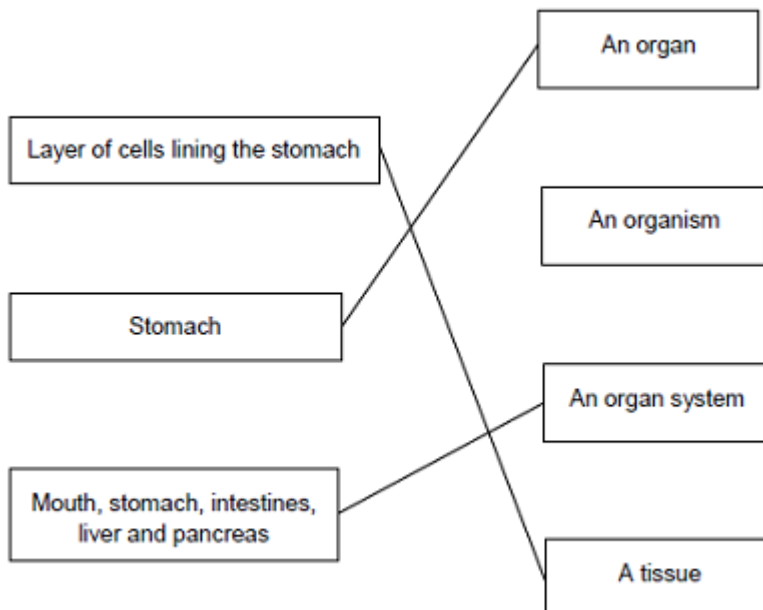 An organ
Layer of cells lining the stomach
An organism
Stomach
An organ system
Mouth, stomach, intestines,
liver and pancreas
A tissue